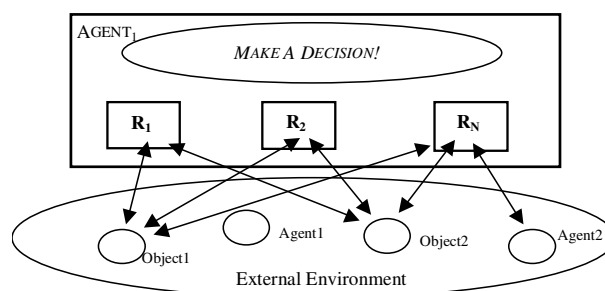 AGENT1
MAKE A DECISION!
R1 R2 RN
Agent1 Object2 Agent2
Object1
External Environment